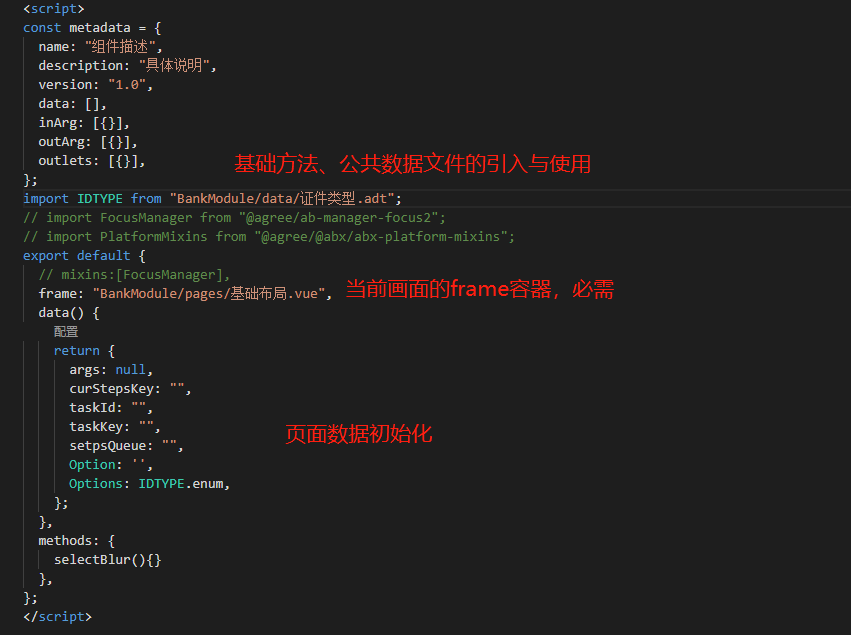 <script>
const metadata = {
name: "组件描述",
description: "具体说明",
version: "1.0",
data: [],
inArg: [{}],
outArg: [{}],
outlets: [{}],
基础方法、公共数据文件的引入与使用
};
import IDTYPE from "BankModule/data/证件类型.adt";
// import FocusManager from "@agree/ab-manager-focus2";
// import PlatformMixins from "@agree/@abx/abx-platform-mixins";
export default {
// mixins:[FocusManager],
frame: "BankModule/pages/基础布局.vue", 当前画面的frame容器，必需
data() {
配置
return {
args: null,
curStepsKey: "",
taskId: "",
taskKey: "",
页面数据初始化
setpsQueue: "",
Option: '',
Options: IDTYPE.enum,
};
},
methods: {
selectBlur(){}
},
};
</script>